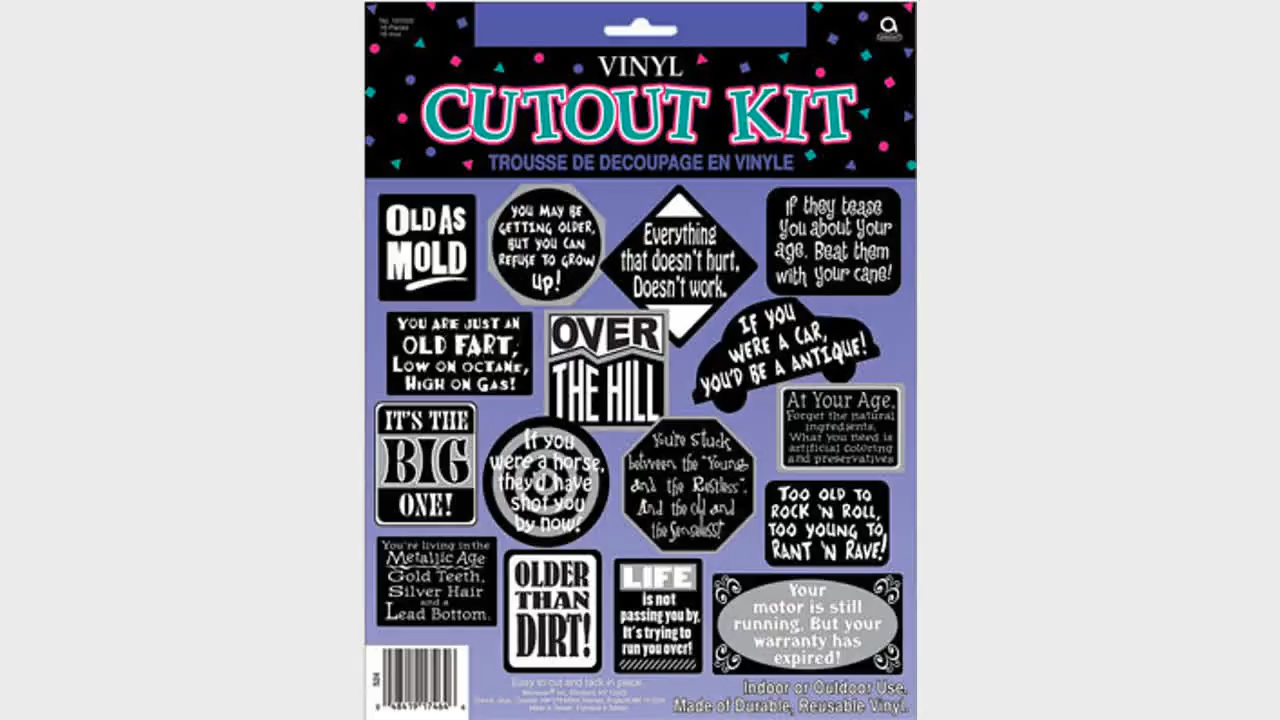 16 Pieces
VINYL
CUTOUT KIT
TROUSSE DE DECOUPAGE EN VINYLE
OLD AS
MOLD
YOU MAY BE
GETTING OLDER,
BUT YOU CAN
REFUSE TO GROW
UP!
Everything
that doesn't hurt,
Doesn't work.
If they tease
you about your
age. Beat them
with your cane!
YOU ARE JUST AN
OLD FART,
LOW ON OCTANE,
HIGH ON GAS!
OVER
THE HILL
IF YOU
WERE A CAR,
YOU'D BE A ANTIQUE!
At Your Age,
Forget the natural
ingredients.
What you need is
artificial coloring
and preservatives
IT'S THE
BIG
ONE!
If you
were a horse,
they'd have
shot you
by now!
You're stuck
between the "Young
and the Restless".
And the old and
the Senseless!
TOO OLD TO
ROCK 'N ROLL,
TOO YOUNG TO
RANT 'N RAVE!
You're living in the
Metallic Age
Gold Teeth,
Silver Hair
and a
Lead Bottom.
OLDER
THAN
DIRT!
LIFE
is not
passing you by,
It's trying to
run you over!
Your
motor is still
running, But your
warranty has
expired!
Easy to cut and tack in place.
Indoor or Outdoor Use.
Made of Durable, Reusable Vinyl.
524
0 48419 17464 6